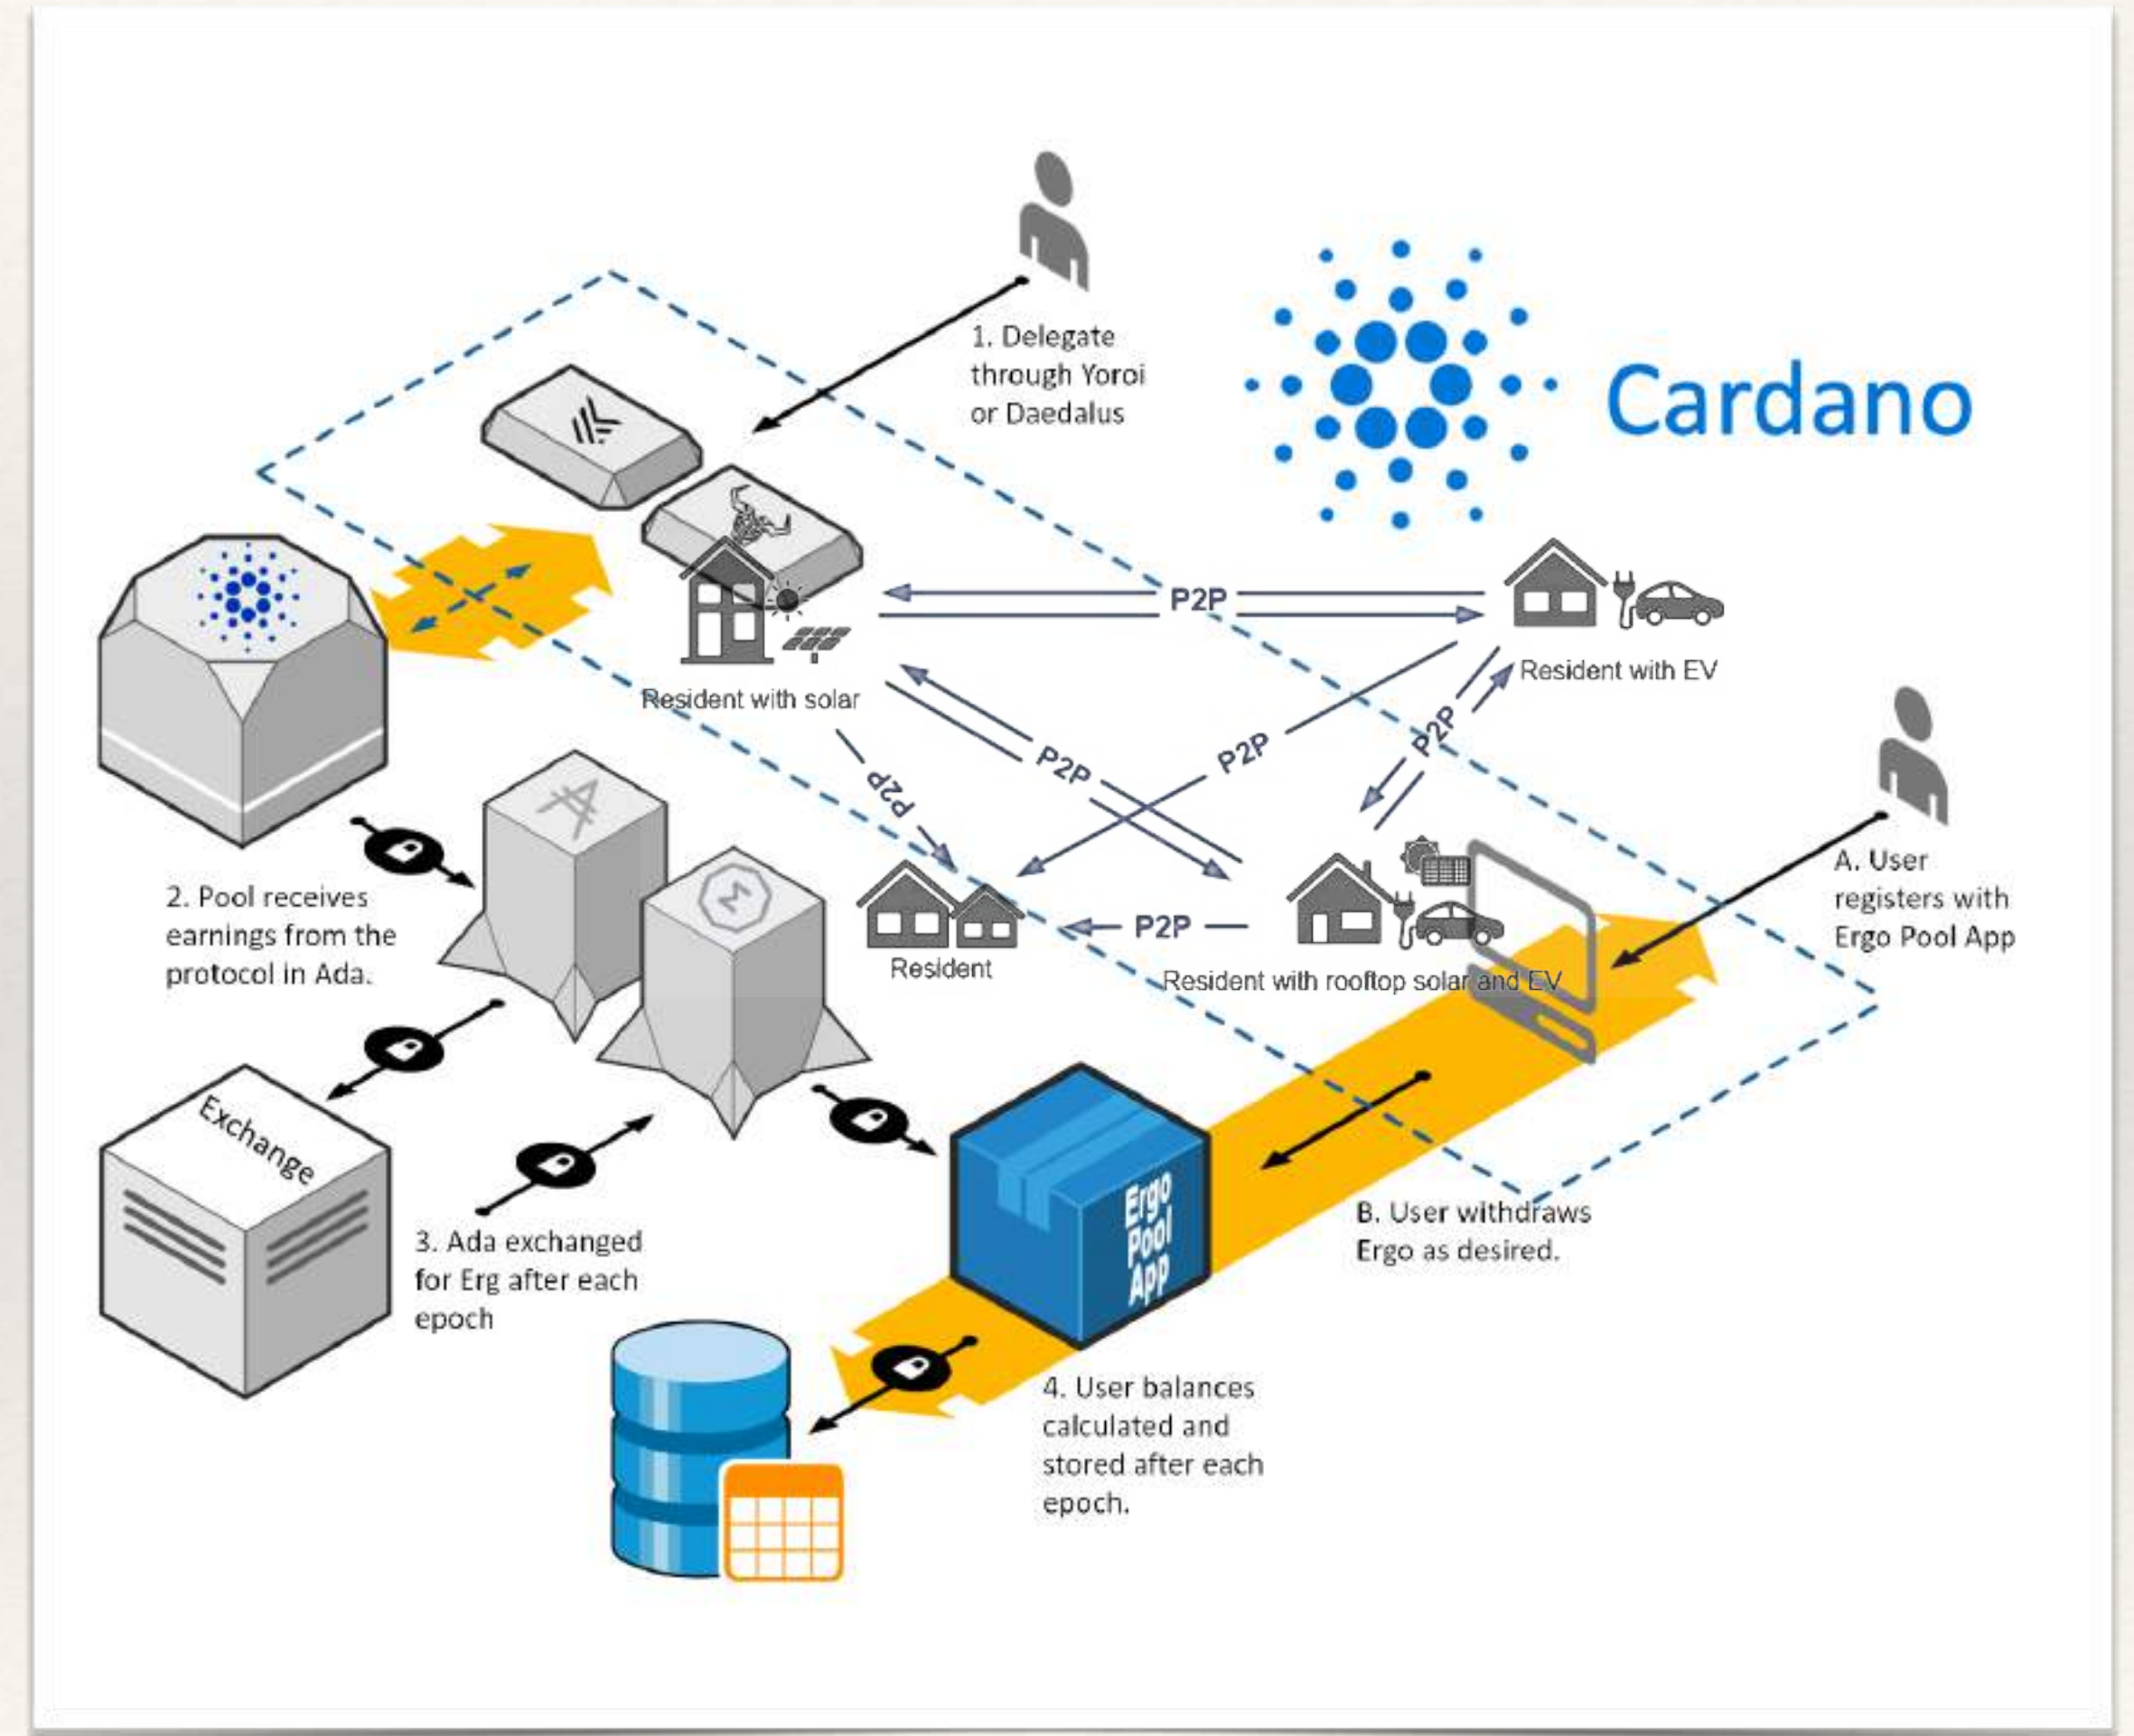 1. Delegate
through Yoroi
or Daedalus
Cardano
P2P
Resident with EV
Resident with solar
P2P
P2P
P2P
P2P
A. User
registers with
Ergo Pool App
2. Pool receives
earnings from the
protocol in Ada.
P2P
Resident
Resident with rooftop solar and EV
Exchange
3. Ada exchanged
for Erg after each
epoch
Ergo
Pool
App
B. User withdraws
Ergo as desired.
4. User balances
calculated and
stored after each
epoch.